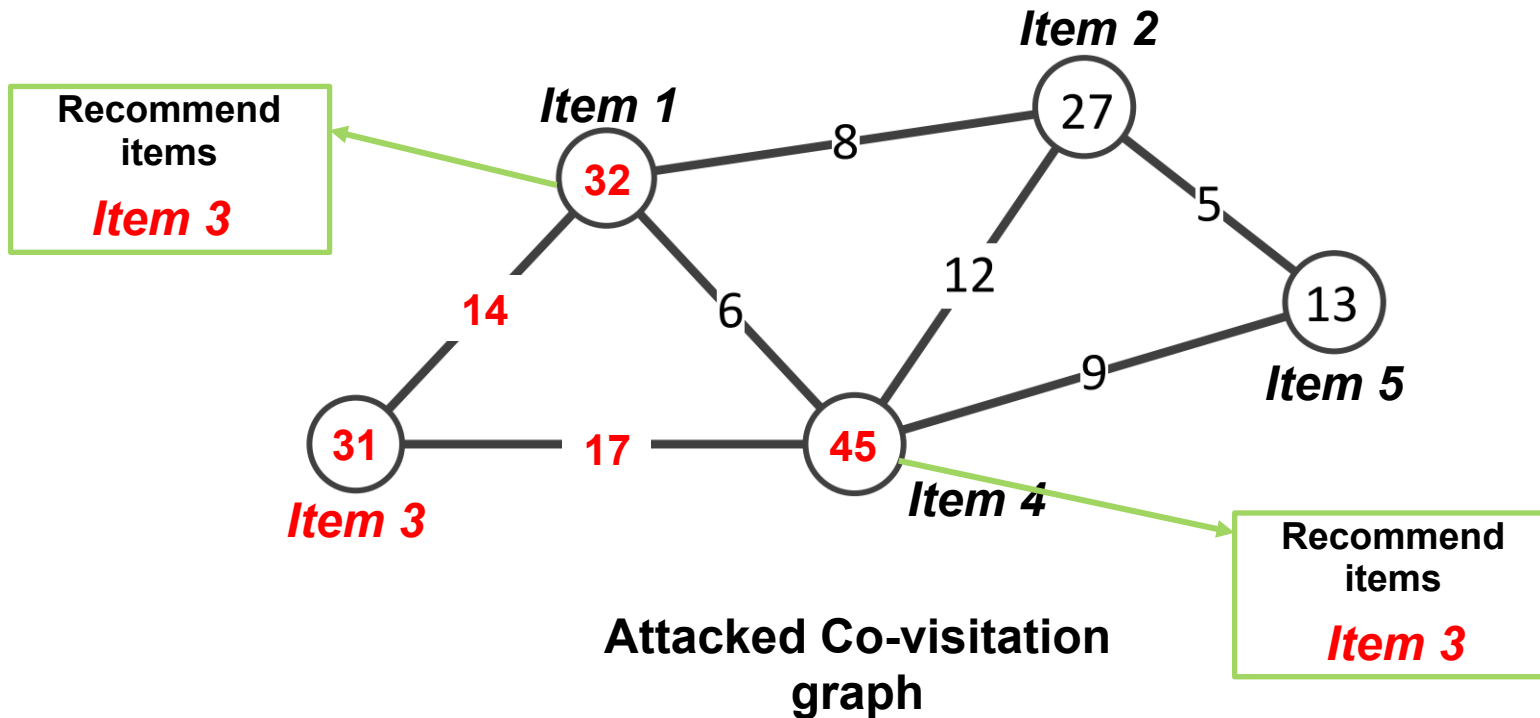 Item 2
Recommend
items
Item 3
Item 1
27
8
32
5
12
14
6
13
9
Item 5
31
17
45
Item 3
Item 4
Recommend
items
Item 3
Attacked Co-visitation
graph